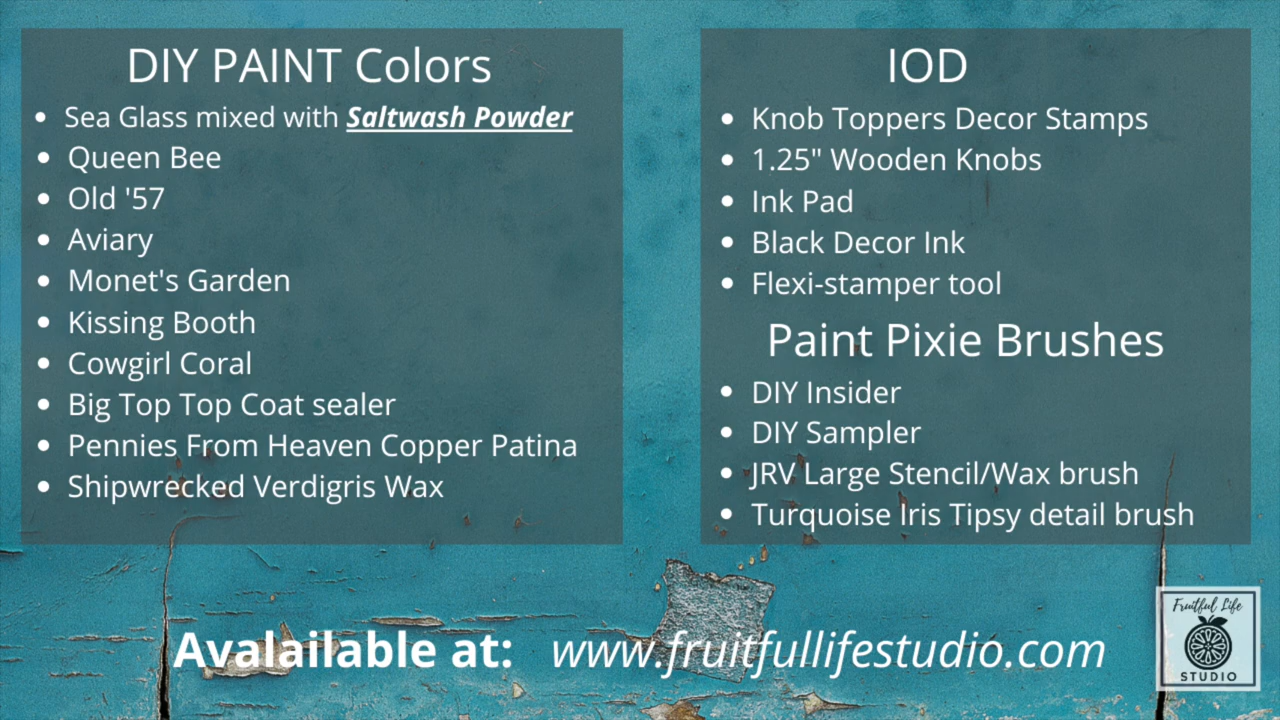 DIY PAINT Colors
• Sea Glass mixed with Saltwash Powder
• Queen Bee
• Old '57
• Aviary
• Monet's Garden
• Kissing Booth
• Cowgirl Coral
• Big Top Top Coat sealer
• Pennies From Heaven Copper Patina
• Shipwrecked Verdigris Wax
IOD
• Knob Toppers Decor Stamps
• 1.25" Wooden Knobs
• Ink Pad
• Black Decor Ink
• Flexi-stamper tool
Paint Pixie Brushes
• DIY Insider
• DIY Sampler
• JRV Large Stencil/Wax brush
• Turquoise Iris Tipsy detail brush
Avalailable at: www.fruitfullifestudio.com
Fruitful Life
STUDIO